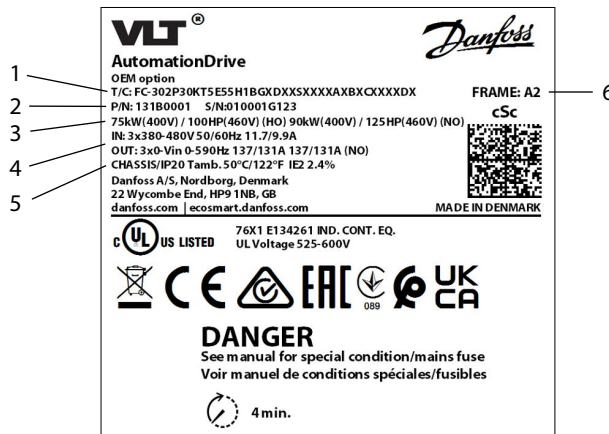 VLT®
Danfoss
AutomationDrive
OEM option
1
T/C: FC-302P30KT5E55H1BGXDXXSXXXXAXBXCXXXXDX
FRAME: A2
6
2
P/N: 131B0001 S/N:010001G123
cSc
3
75kW(400V) / 100HP(460V) (HO) 90kW(400V) / 125HP(460V) (NO)
4
IN: 3x380-480V 50/60Hz 11.7/9.9A
OUT: 3x0-Vin 0-590Hz 137/131A 137/131A (NO)
5
CHASSIS/IP20 Tamb. 50°C/122°F IE2 2.4%
Danfoss A/S, Nordborg, Denmark
22 Wycombe End, HP9 1NB, GB
danfoss.com | ecosmart.danfoss.com
MADE IN DENMARK
c UL US LISTED
76X1 E134261 IND. CONT. EQ.
UL Voltage 525-600V
CE EAC 089 UK CA
DANGER
See manual for special condition/mains fuse
Voir manuel de conditions spéciales/fusibles
4 min.